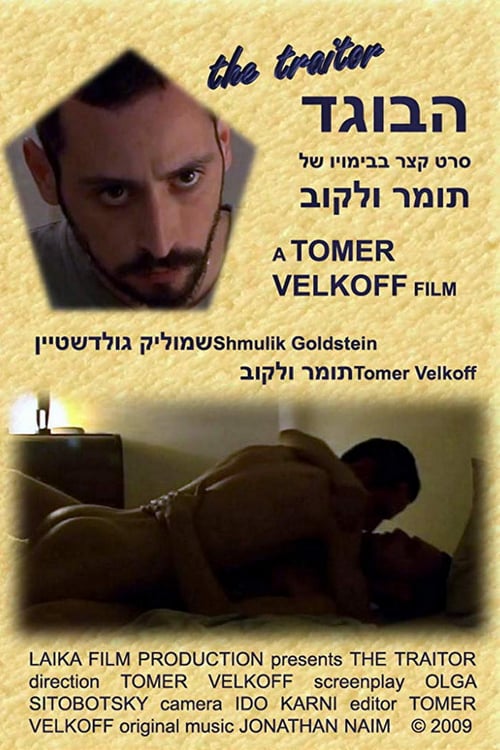 the traitor
הבוגד
סרט קצר בבימויו של
תומר ולקוב
A TOMER
VELKOFF FILM
שמוליק גולדשטיין Shmulik Goldstein
תומר ולקוב Tomer Velkoff
LAIKA FILM PRODUCTION presents THE TRAITOR
direction TOMER VELKOFF screenplay OLGA
SITOBOTSKY camera IDO KARNI editor TOMER
VELKOFF original music JONATHAN NAIM © 2009